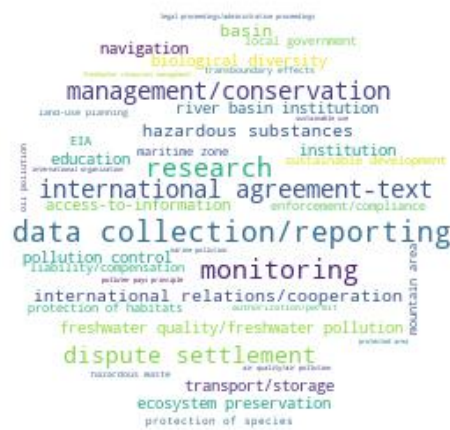 legal proceedings/administrative proceedings
basin
local government
navigation
biological diversity
transboundary effects
management/conservation
land-use planning
river basin institution
sustainable use
hazardous substances
EIA
maritime zone
institution
education
research
sustainable development
international organization
oil pollution
international agreement-text
access-to-information
enforcement/compliance
data collection/reporting
marine pollution
pollution control
liability/compensation
monitoring
polluter pays principle
mountain area
international relations/cooperation
protection of habitats
authorization/permit
freshwater quality/freshwater pollution
protected area
dispute settlement
air quality/air pollution
hazardous waste
transport/storage
ecosystem preservation
protection of species